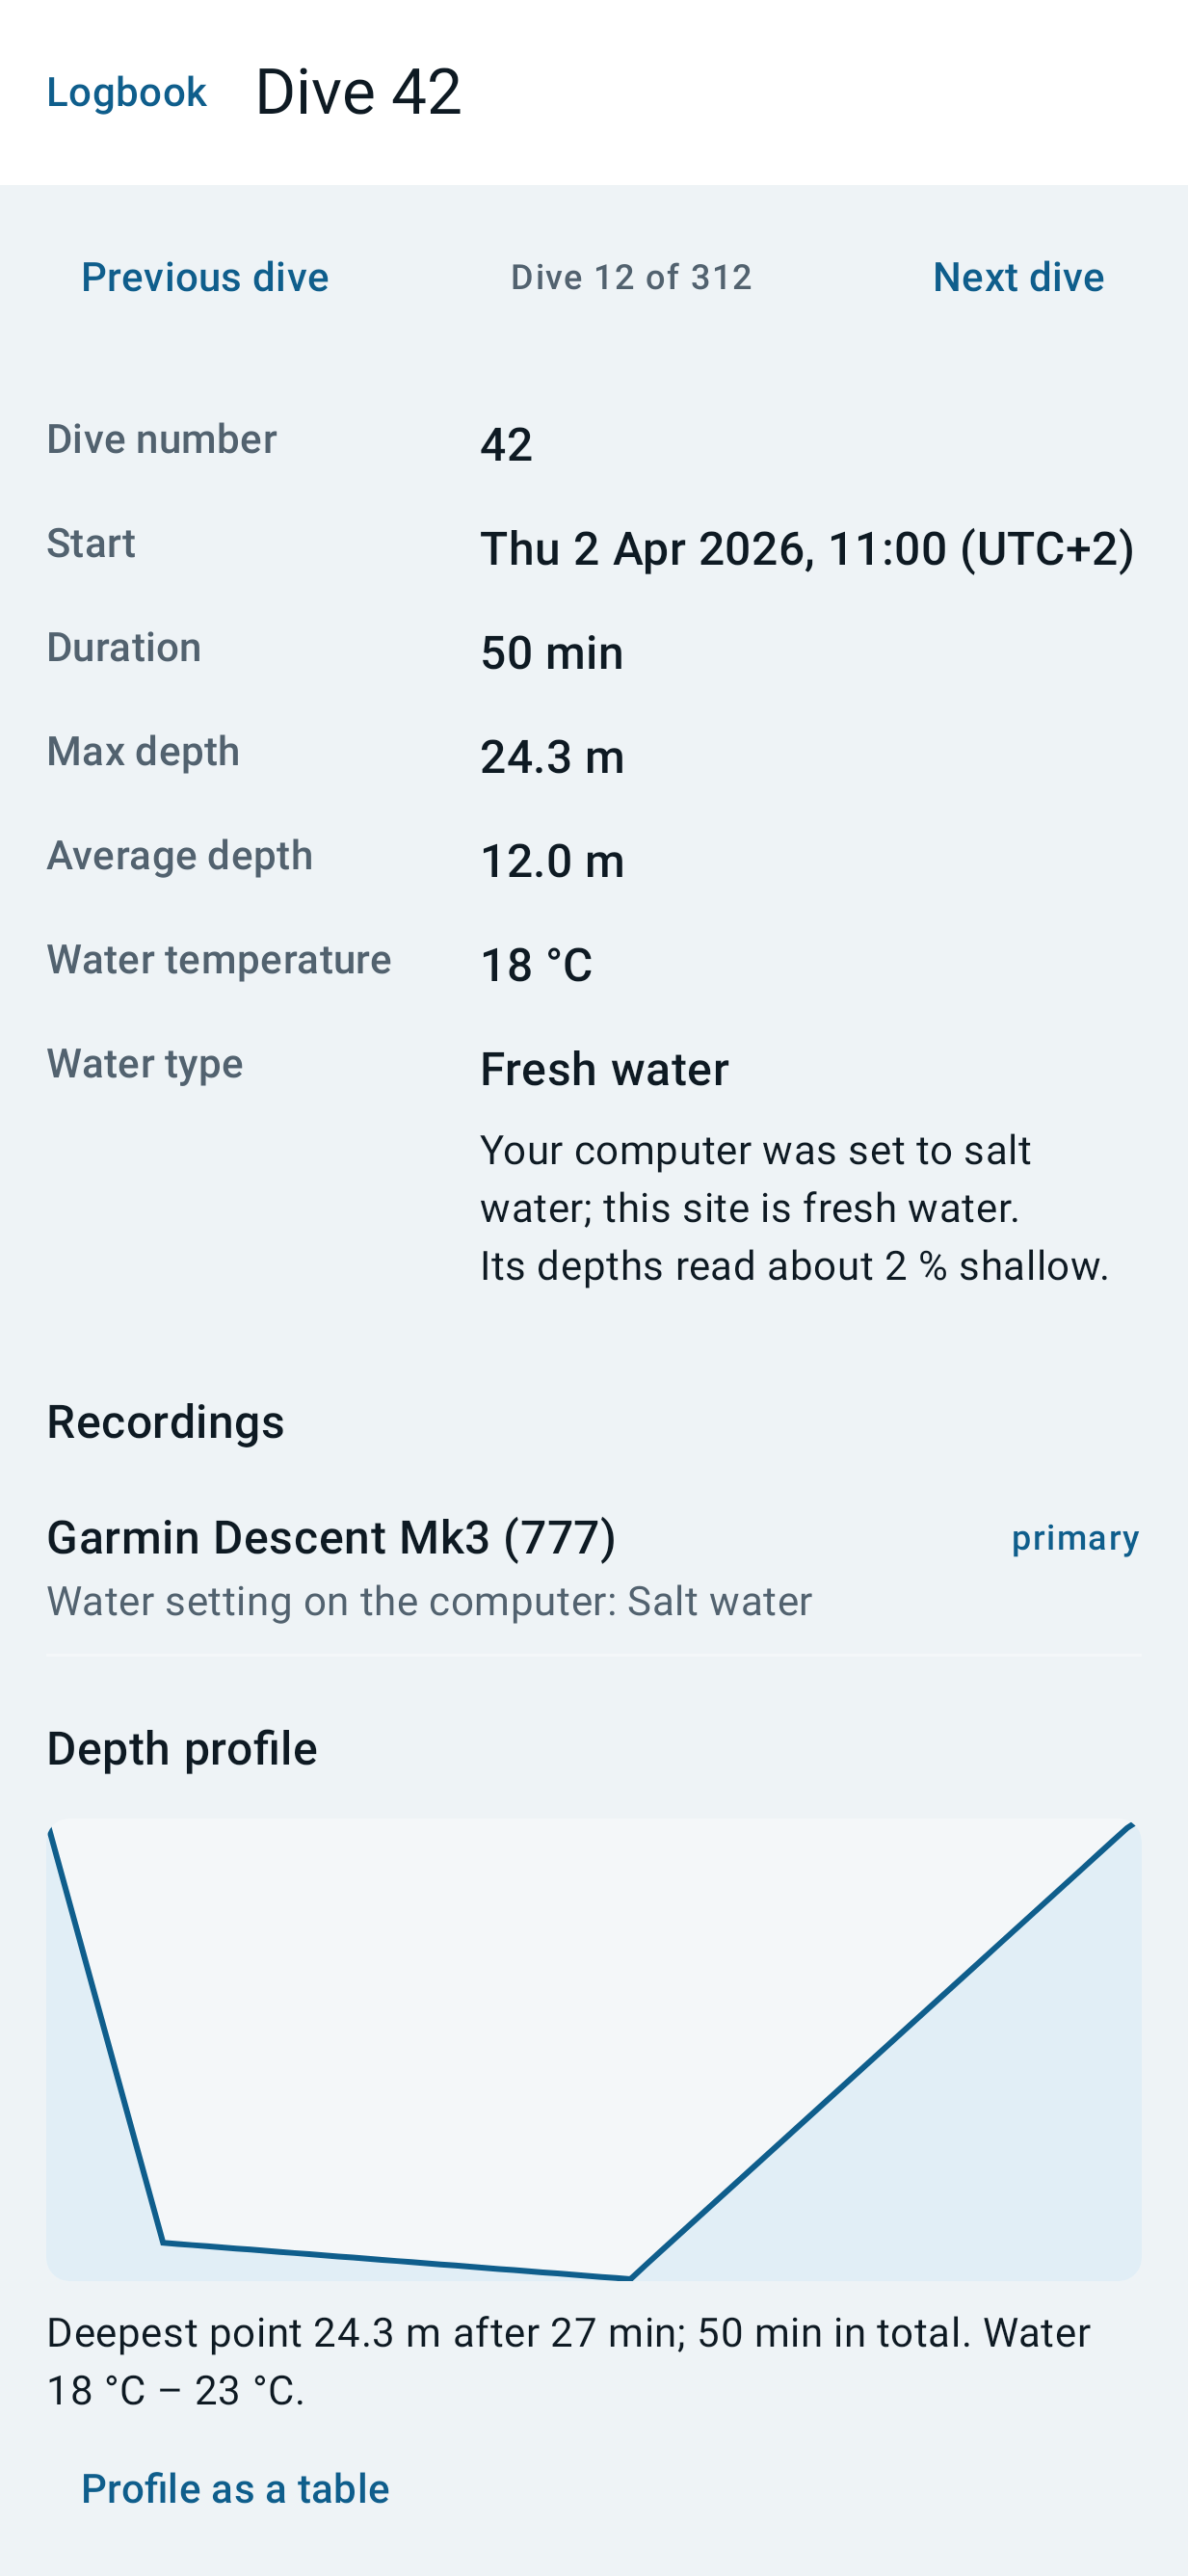 Logbook Dive 42
Previous dive Dive 12 of 312 Next dive
Dive number 42
Start Thu 2 Apr 2026, 11:00 (UTC+2)
Duration 50 min
Max depth 24.3 m
Average depth 12.0 m
Water temperature 18 °C
Water type Fresh water
Your computer was set to salt
water; this site is fresh water.
Its depths read about 2 % shallow.
Recordings
Garmin Descent Mk3 (777) primary
Water setting on the computer: Salt water
Depth profile
Deepest point 24.3 m after 27 min; 50 min in total. Water
18 °C – 23 °C.
Profile as a table